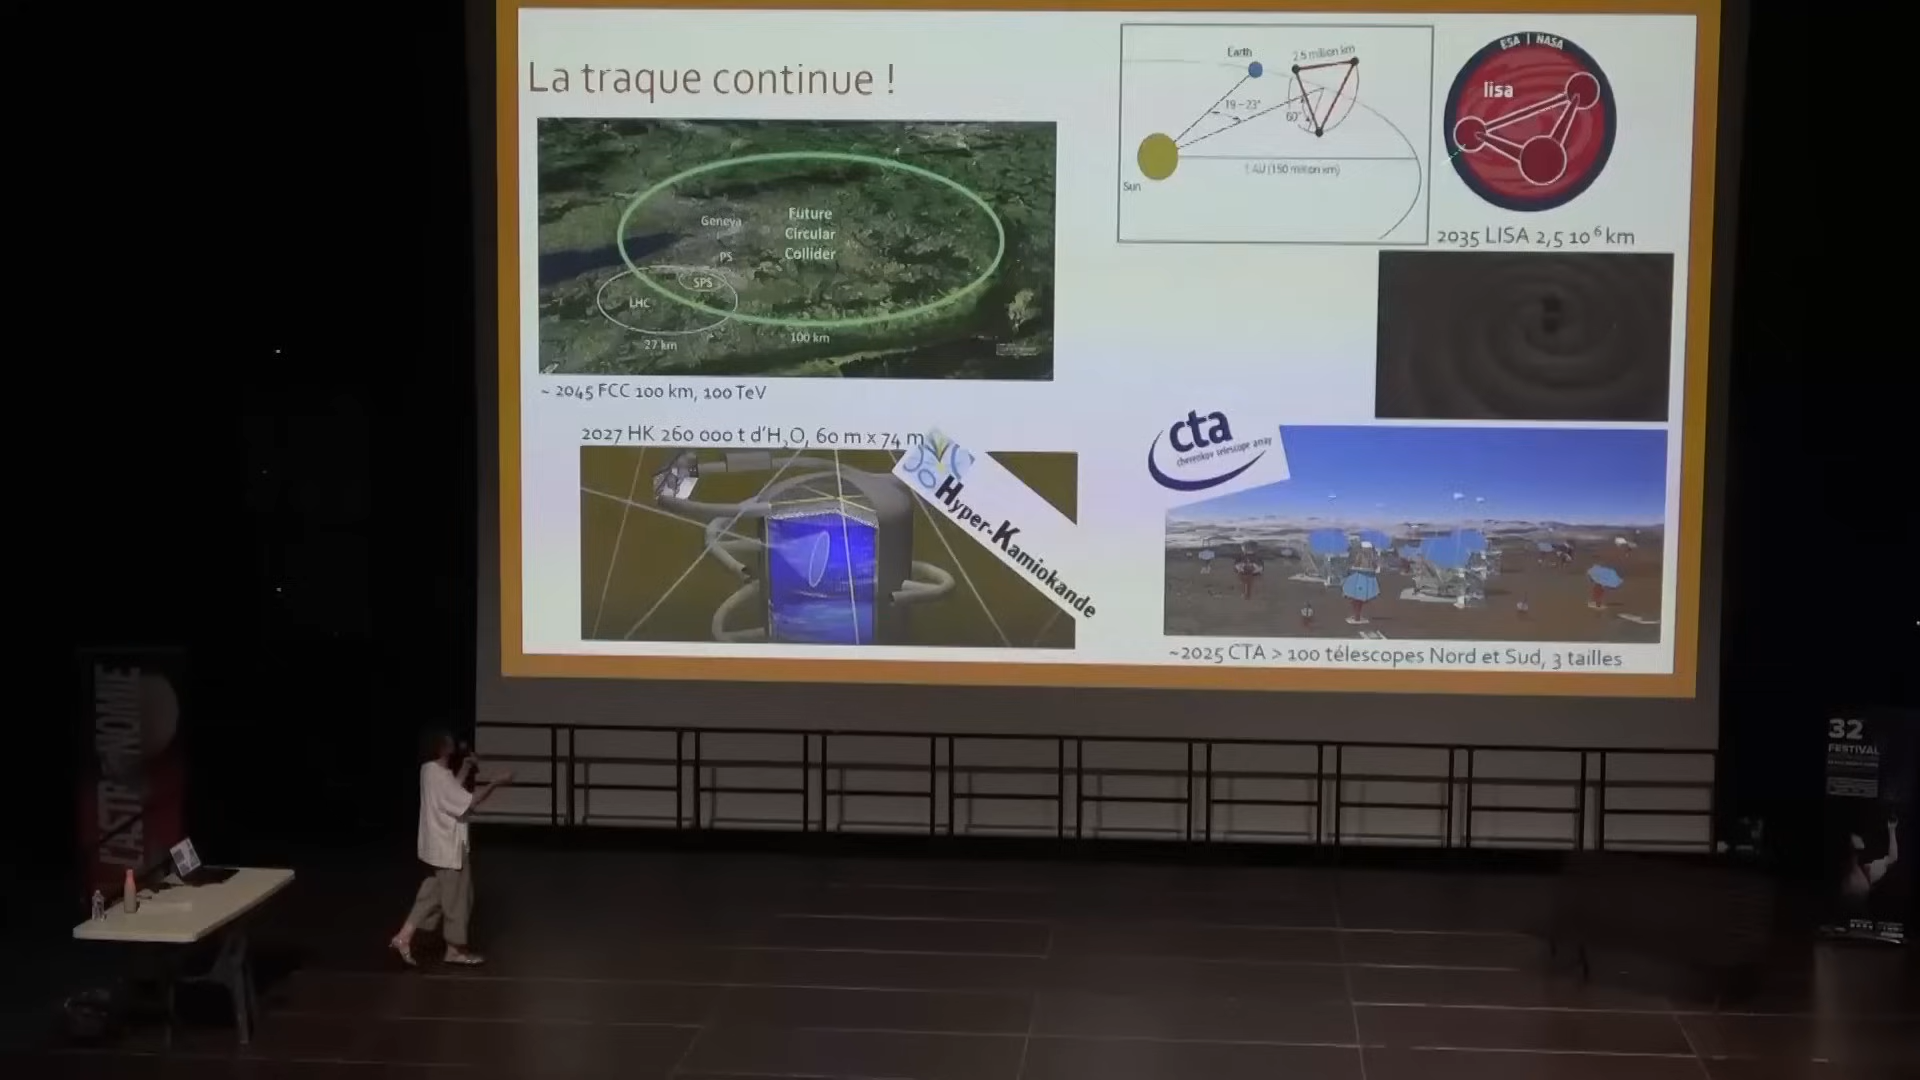 La traque continue !
Geneva
PS
SPS
LHC
27 km
Future
Circular
Collider
100 km
~ 2045 FCC 100 km, 100 TeV
Earth
2.5 million km
19 – 23°
60°
1 AU (150 million km)
Sun
ESA | NASA
lisa
2035 LISA 2,5 10⁶ km
2027 HK 260 000 t d'H₂O, 60 m x 74 m
Hyper-Kamiokande
cta
cherenkov telescope array
~2025 CTA > 100 télescopes Nord et Sud, 3 tailles
L'ASTRONOMIE
32
FESTIVAL